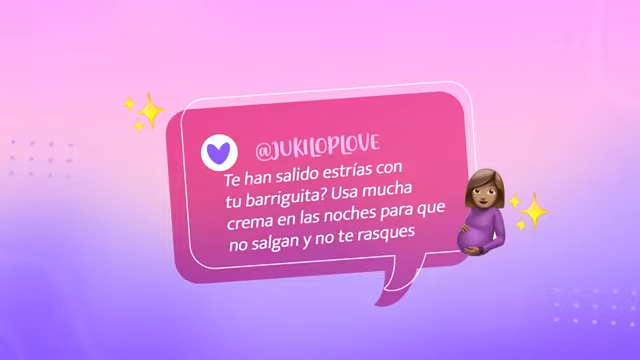 @JUKILOPLOVE
Te han salido estrías con
tu barriguita? Usa mucha
crema en las noches para que
no salgan y no te rasques